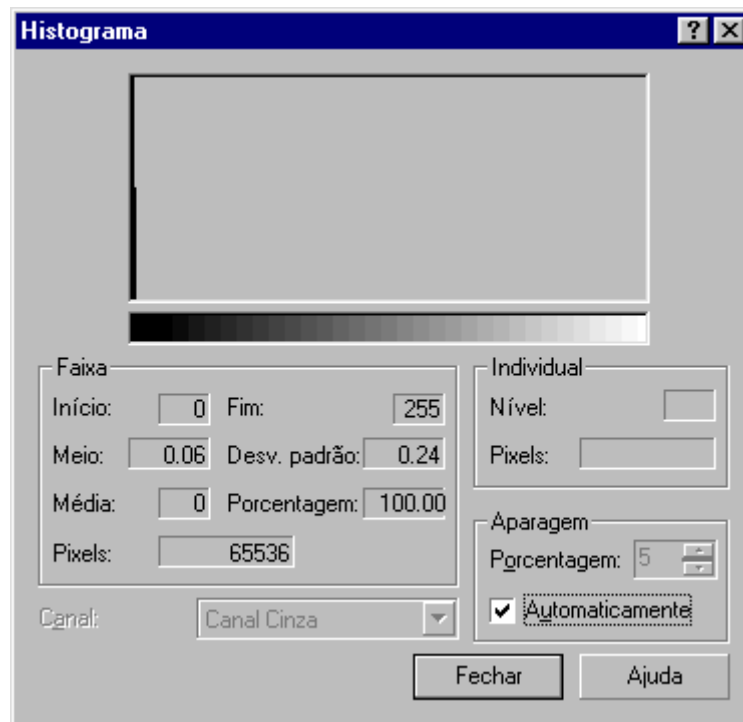 Histograma
Faixa
Início: 0 Fim: 255
Meio: 0.06 Desv. padrão: 0.24
Média: 0 Porcentagem: 100.00
Pixels: 65536
Canal: Canal Cinza
Individual
Nível:
Pixels:
Aparagem
Porcentagem: 5
Automaticamente
Fechar Ajuda